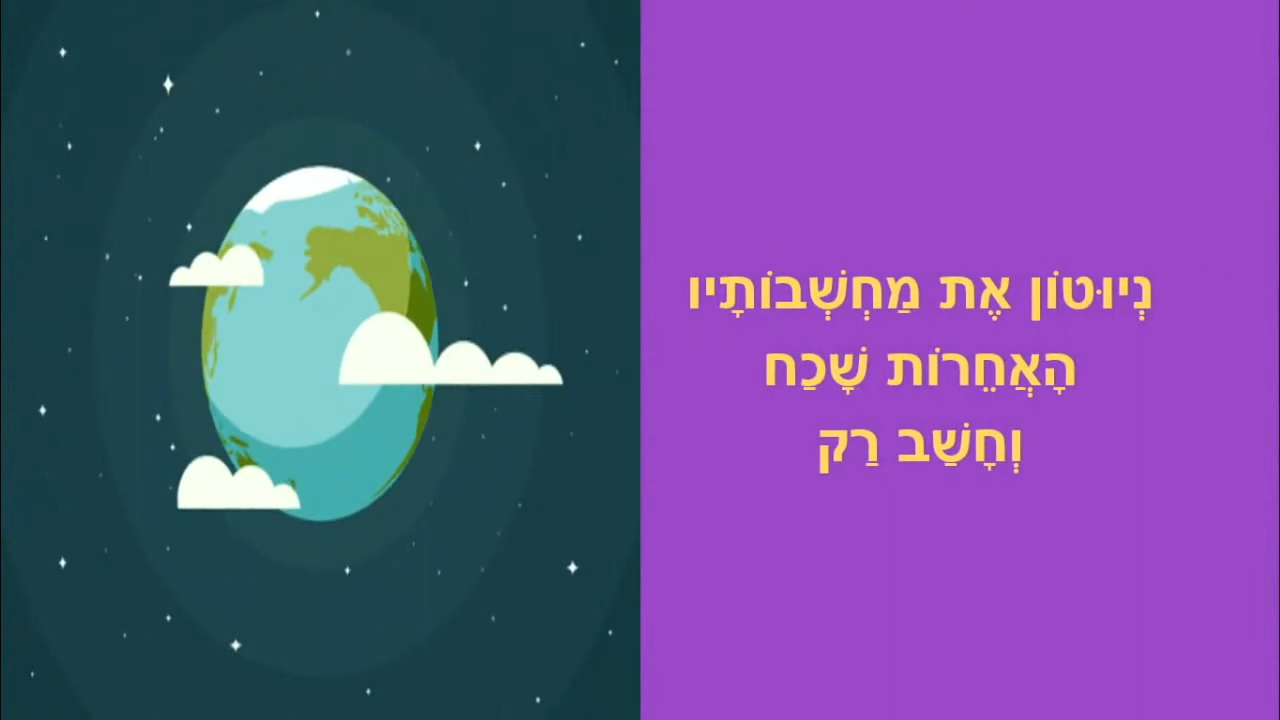 נְיוּטוֹן אֶת מַחְשְׁבוֹתָיו
הָאֲחֵרוֹת שָׁכַח
וְחָשַׁב רַק